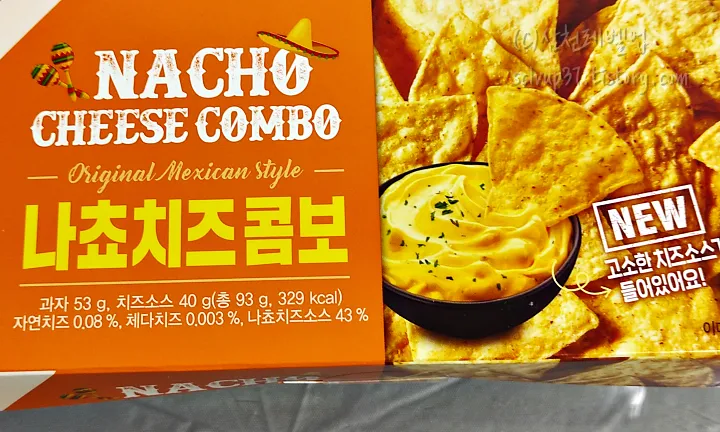 NACHO
CHEESE COMBO
Original Mexican Style
나쵸치즈콤보
과자 53 g, 치즈소스 40 g(총 93 g, 329 kcal)
자연치즈 0.08 %, 체다치즈 0.003 %, 나쵸치즈소스 43 %
NEW
고소한 치즈소스가
들어있어요!
NACHO